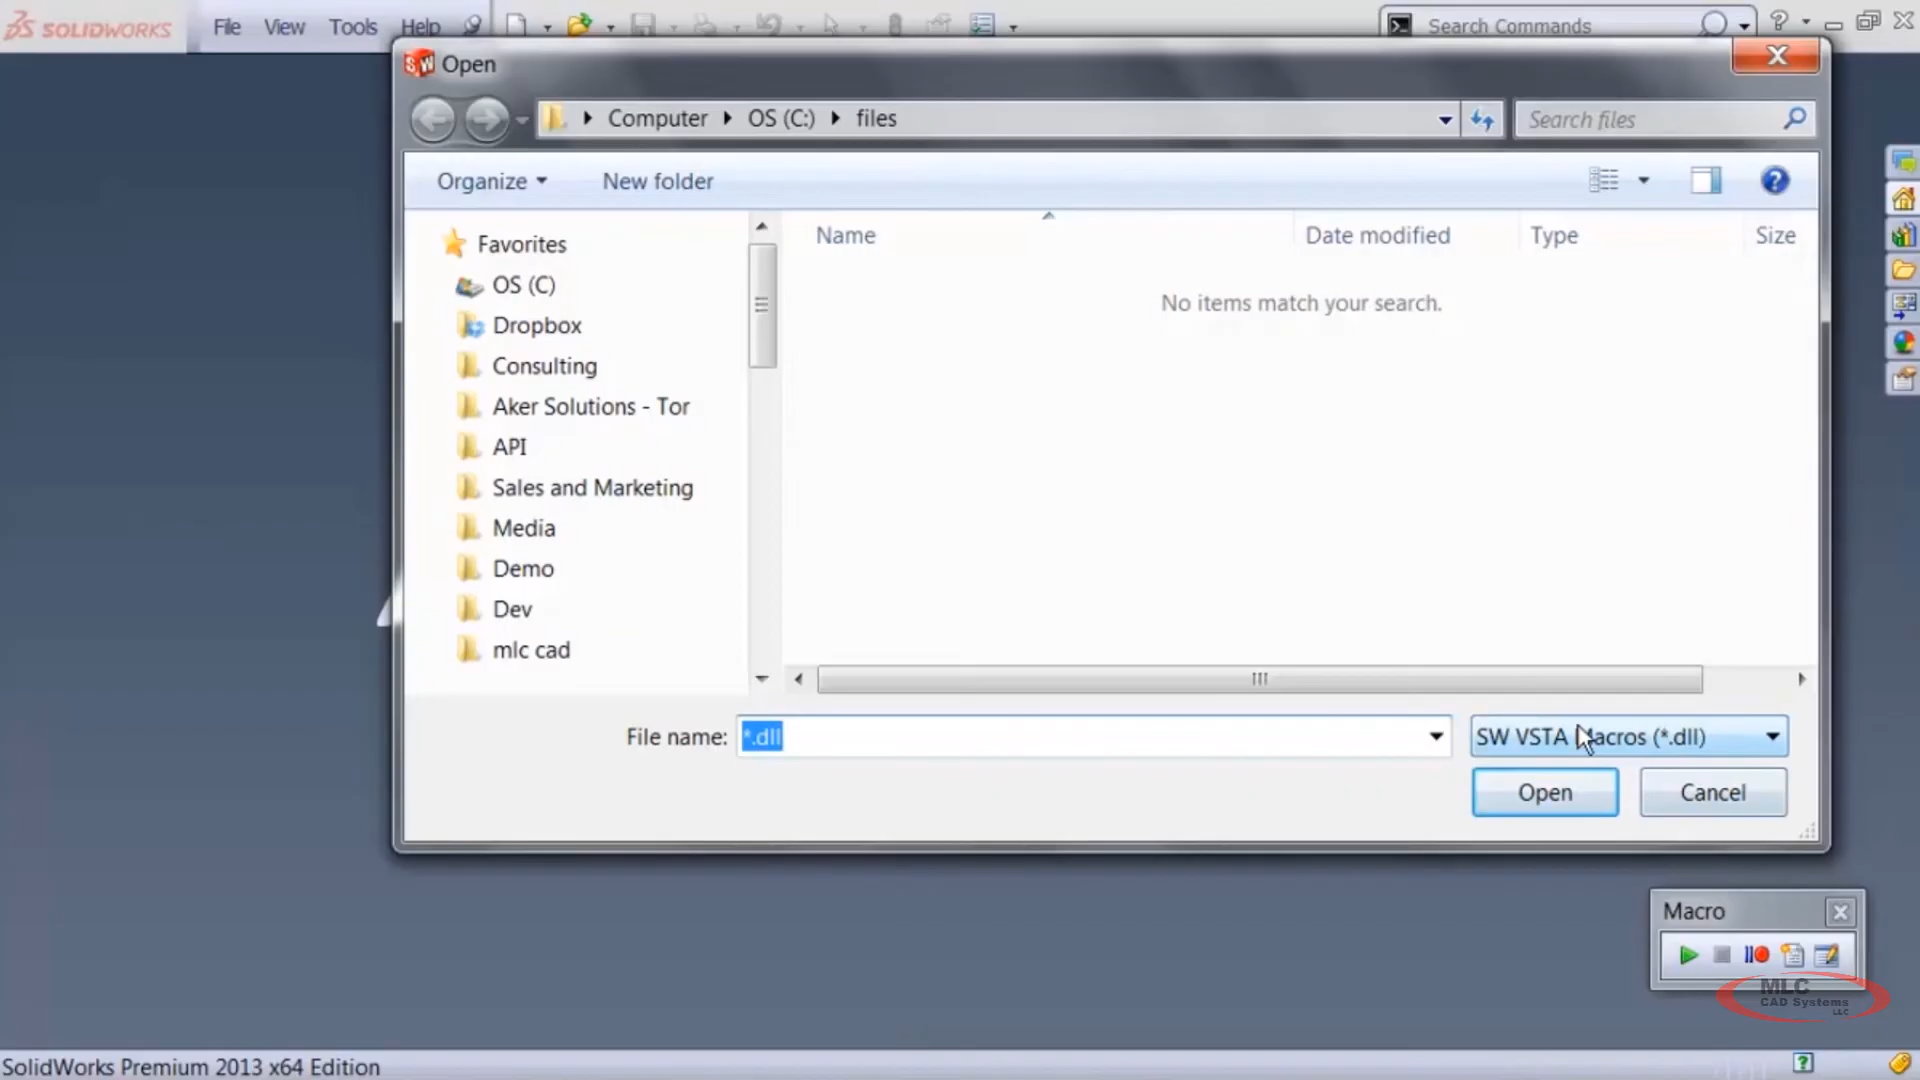 SOLIDWORKS File View Tools Help Search Commands
Open
Computer OS (C:) files Search files
Organize New folder
Name Date modified Type Size
No items match your search.
Favorites
OS (C)
Dropbox
Consulting
Aker Solutions - Tor
API
Sales and Marketing
Media
Demo
Dev
mlc cad
File name: *.dll SW VSTA Macros (*.dll)
Open Cancel
Macro
MLC
CAD Systems
LLC
SolidWorks Premium 2013 x64 Edition